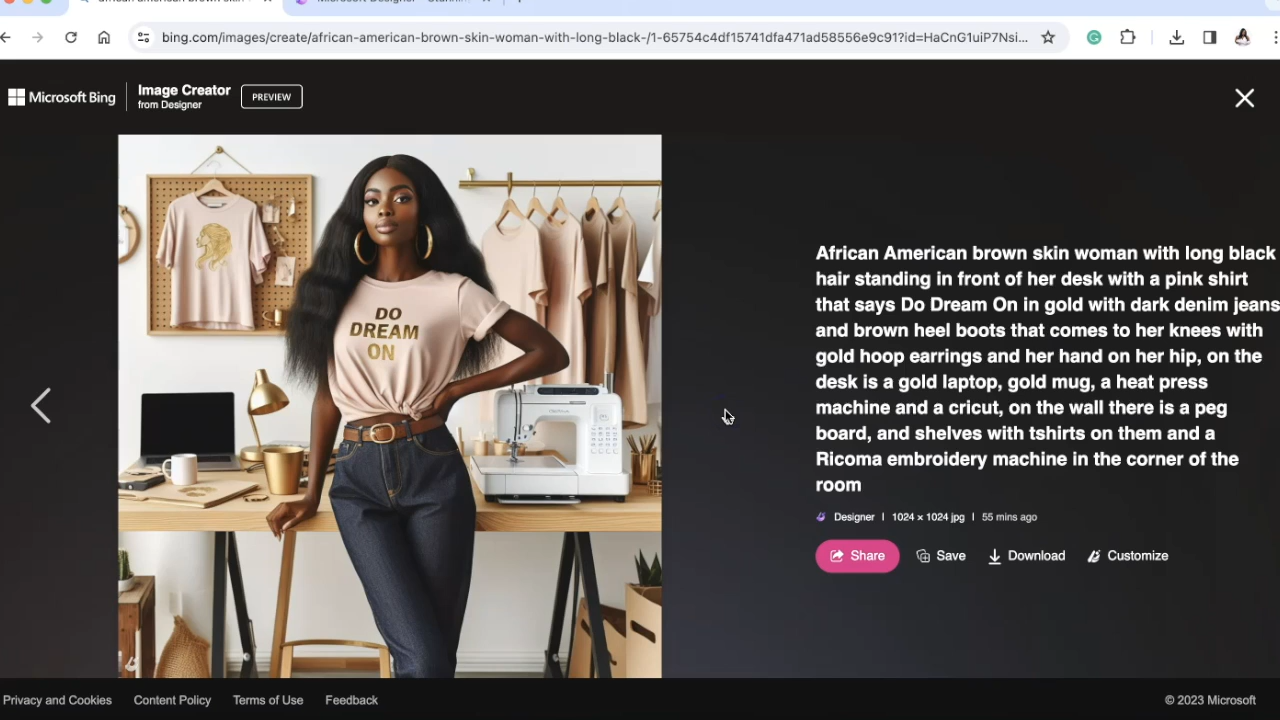 bing.com/images/create/african-american-brown-skin-woman-with-long-black-/1-65754c4df15741dfa471ad58556e9c91?id=HaCnG1uiP7Nsi...
Microsoft Bing
Image Creator
from Designer
PREVIEW
DO
DREAM
ON
African American brown skin woman with long black
hair standing in front of her desk with a pink shirt
that says Do Dream On in gold with dark denim jeans
and brown heel boots that comes to her knees with
gold hoop earrings and her hand on her hip, on the
desk is a gold laptop, gold mug, a heat press
machine and a cricut, on the wall there is a peg
board, and shelves with tshirts on them and a
Ricoma embroidery machine in the corner of the
room
Designer | 1024 × 1024 jpg | 55 mins ago
Share Save Download Customize
Privacy and Cookies Content Policy Terms of Use Feedback © 2023 Microsoft